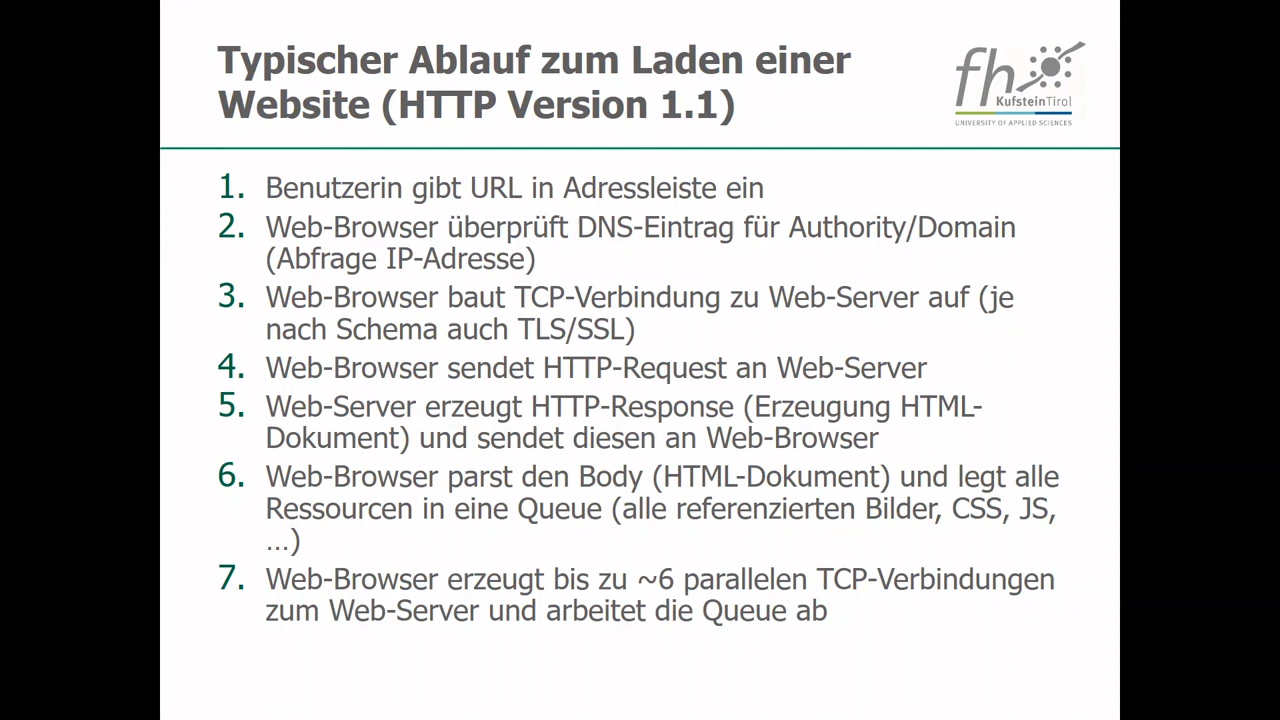 Typischer Ablauf zum Laden einer
Website (HTTP Version 1.1)
fh
KufsteinTirol
UNIVERSITY OF APPLIED SCIENCES
1. Benutzerin gibt URL in Adressleiste ein
2. Web-Browser überprüft DNS-Eintrag für Authority/Domain
(Abfrage IP-Adresse)
3. Web-Browser baut TCP-Verbindung zu Web-Server auf (je
nach Schema auch TLS/SSL)
4. Web-Browser sendet HTTP-Request an Web-Server
5. Web-Server erzeugt HTTP-Response (Erzeugung HTML-
Dokument) und sendet diesen an Web-Browser
6. Web-Browser parst den Body (HTML-Dokument) und legt alle
Ressourcen in eine Queue (alle referenzierten Bilder, CSS, JS,
…)
7. Web-Browser erzeugt bis zu ~6 parallelen TCP-Verbindungen
zum Web-Server und arbeitet die Queue ab